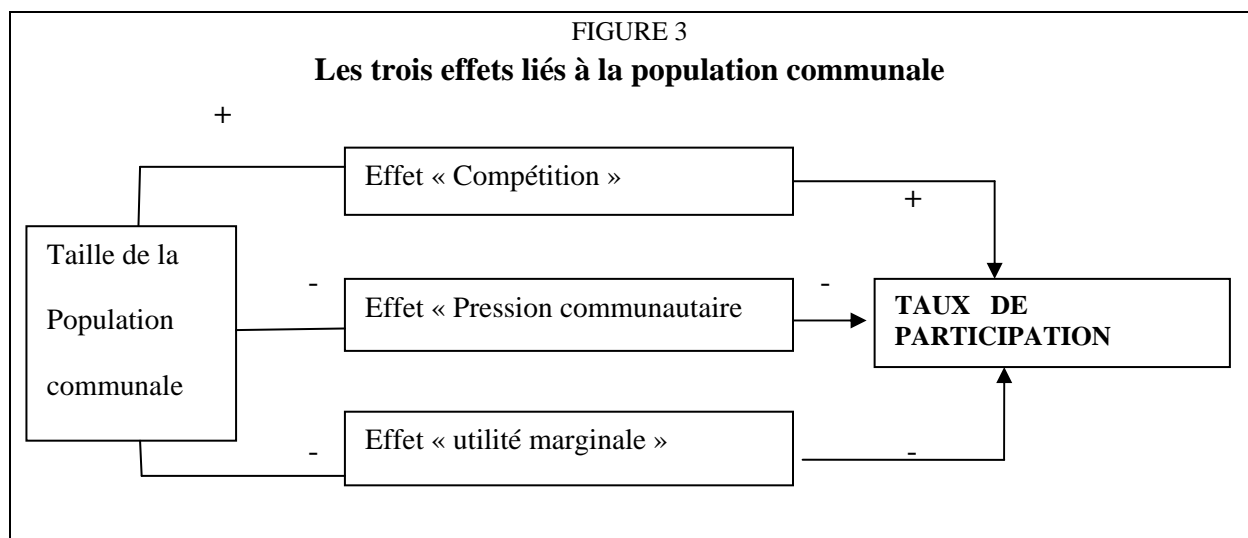 FIGURE 3
Les trois effets liés à la population communale
+
Effet « Compétition »
+
Taille de la
Population
communale
-
Effet « Pression communautaire
-
TAUX DE
PARTICIPATION
-
Effet « utilité marginale »
-